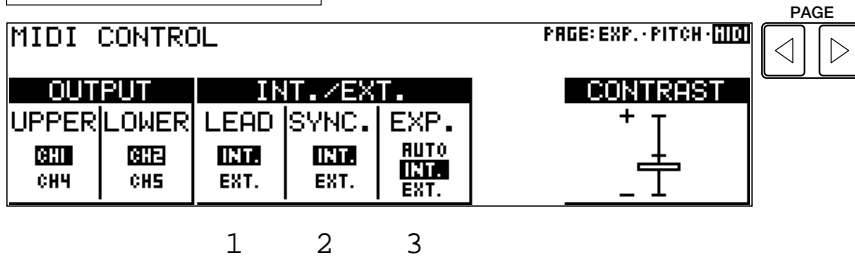 PAGE
MIDI CONTROL
PAGE: EXP.・PITCH・MIDI
OUTPUT INT./EXT. CONTRAST
UPPER LOWER LEAD SYNC. EXP. +
CH1 CH2 INT. INT. AUTO
INT.
CH4 CH5 EXT. EXT. EXT. –
1 2 3